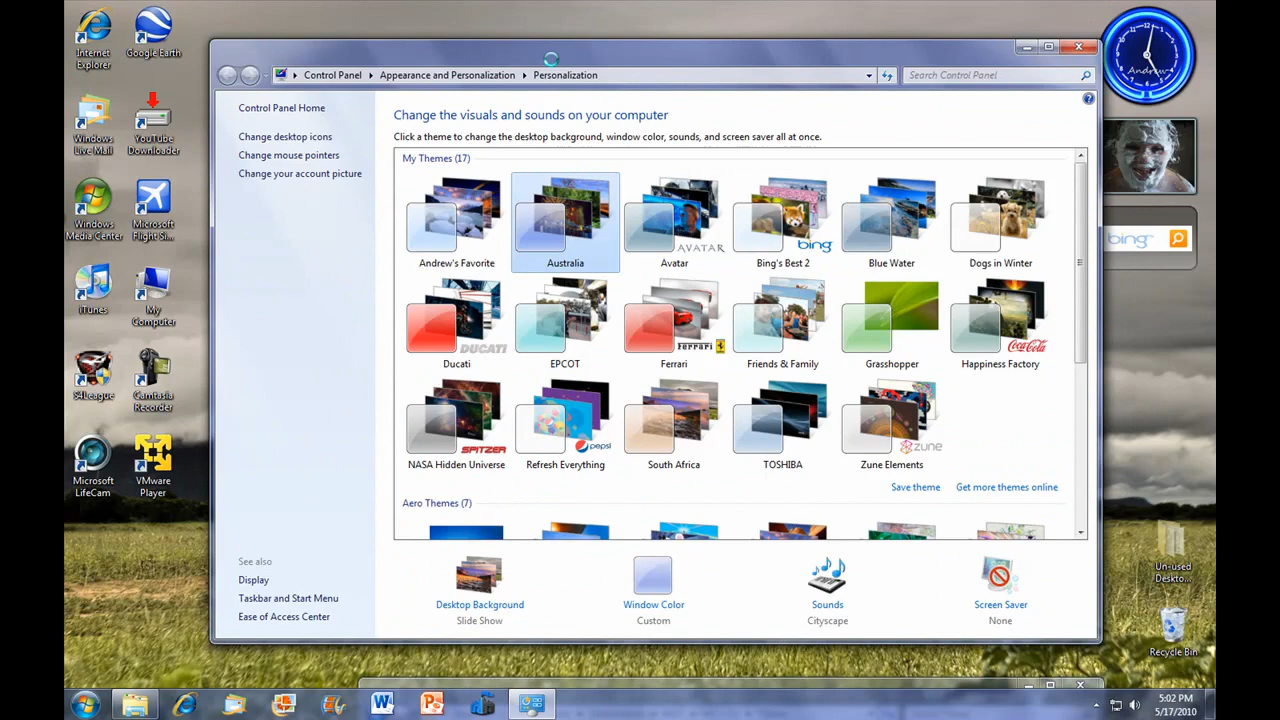 Internet
Explorer
Google Earth
Windows
Live Mail
YouTube
Downloader
Windows
Media Center
Microsoft
Flight Si...
iTunes
My
Computer
S4League
Camtasia
Recorder
Microsoft
LifeCam
VMware
Player
Control Panel
Appearance and Personalization
Personalization
Search Control Panel
Control Panel Home
Change desktop icons
Change mouse pointers
Change your account picture
See also
Display
Taskbar and Start Menu
Ease of Access Center
Change the visuals and sounds on your computer
Click a theme to change the desktop background, window color, sounds, and screen saver all at once.
My Themes (17)
AVATAR
bing
Andrew's Favorite
Australia
Avatar
Bing's Best 2
Blue Water
Dogs in Winter
DUCATI
Ferrari
Coca-Cola
Ducati
EPCOT
Ferrari
Friends & Family
Grasshopper
Happiness Factory
SPITZER
pepsi
zune
NASA Hidden Universe
Refresh Everything
South Africa
TOSHIBA
Zune Elements
Save theme
Get more themes online
Aero Themes (7)
Desktop Background
Slide Show
Window Color
Custom
Sounds
Cityscape
Screen Saver
None
Andrew
bing
Un-used
Deskto...
Recycle Bin
5:02 PM
5/17/2010